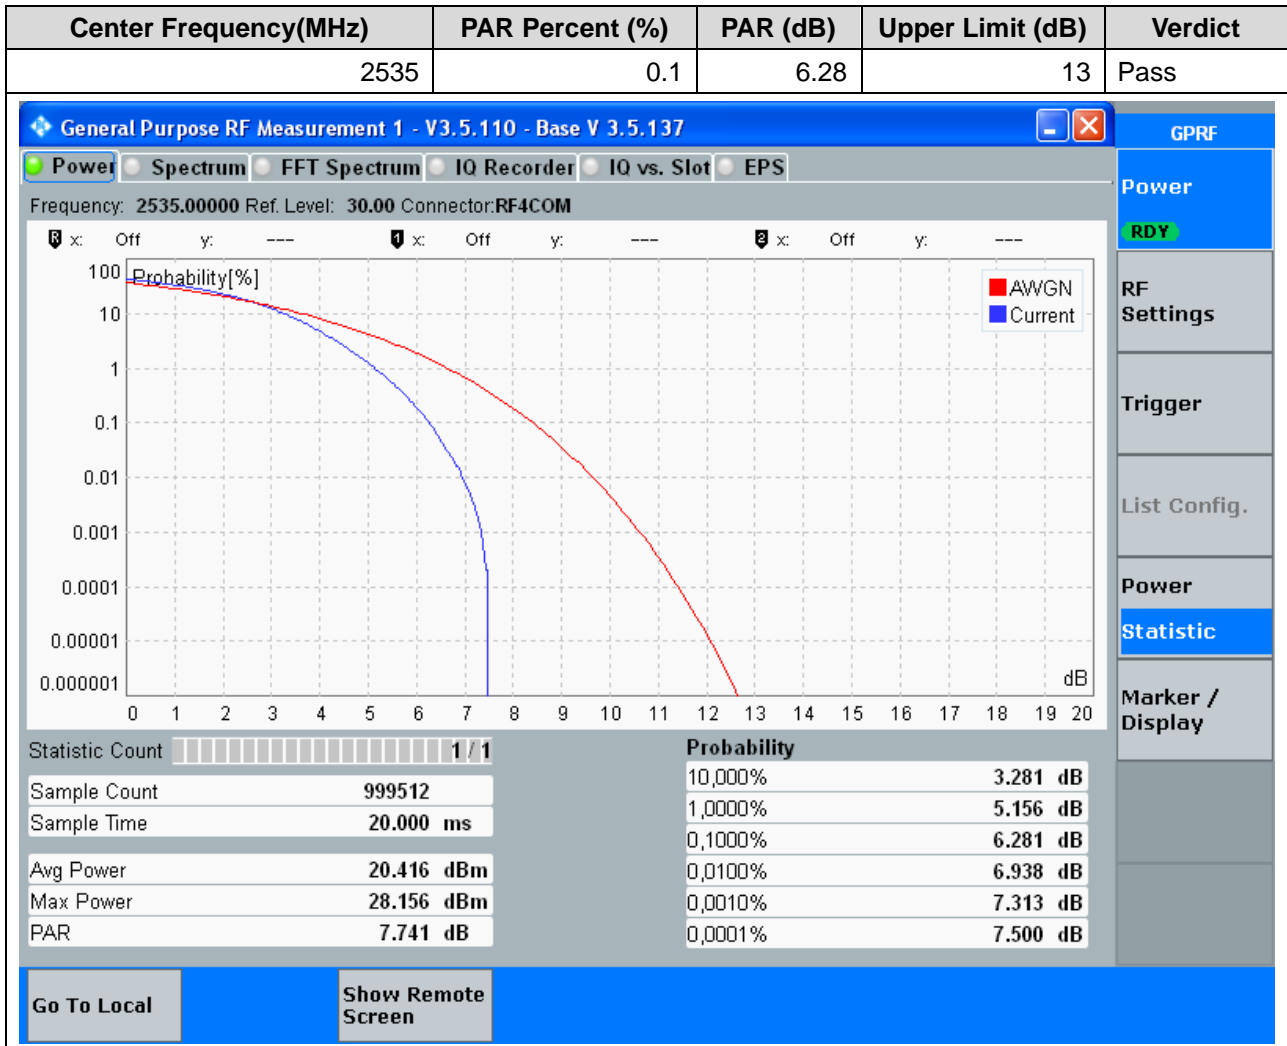 Center Frequency(MHz) PAR Percent (%) PAR (dB) Upper Limit (dB) Verdict
2535 0.1 6.28 13 Pass
General Purpose RF Measurement 1 - V3.5.110 - Base V 3.5.137
GPRF
Power Spectrum FFT Spectrum IQ Recorder IQ vs. Slot EPS
Power
RDY
Frequency: 2535.00000 Ref. Level: 30.00 Connector:RF4COM
R x: Off y: --- 1 x: Off y: --- 2 x: Off y: ---
Probability[%]
AWGN
Current
100
10
1
0.1
0.01
0.001
0.0001
0.00001
0.000001
dB
0 1 2 3 4 5 6 7 8 9 10 11 12 13 14 15 16 17 18 19 20
RF
Settings
Trigger
List Config.
Power
Statistic
Marker /
Display
Statistic Count 1 / 1
Sample Count 999512
Sample Time 20.000 ms
Avg Power 20.416 dBm
Max Power 28.156 dBm
PAR 7.741 dB
Probability
10,000% 3.281 dB
1,0000% 5.156 dB
0,1000% 6.281 dB
0,0100% 6.938 dB
0,0010% 7.313 dB
0,0001% 7.500 dB
Go To Local
Show Remote
Screen